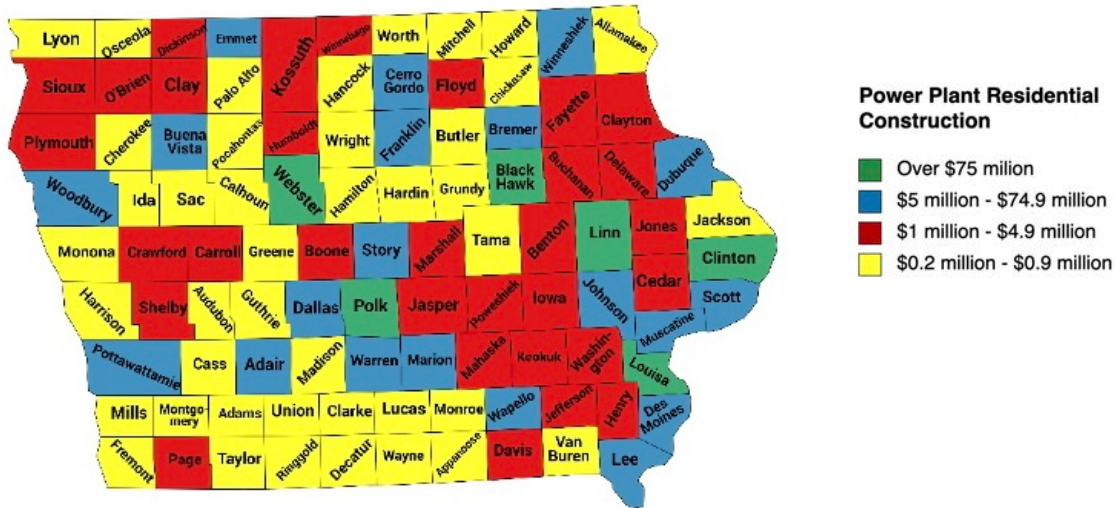 Lyon
Osceola
Dickinson
Emmet
Kossuth
Winnebago
Worth
Mitchell
Howard
Winneshiek
Allamakee
Sioux
O'Brien
Clay
Palo Alto
Hancock
Cerro
Gordo
Floyd
Chickasaw
Fayette
Clayton
Plymouth
Cherokee
Buena
Vista
Pocahontas
Humboldt
Wright
Franklin
Butler
Bremer
Woodbury
Ida
Sac
Calhoun
Webster
Hamilton
Hardin
Grundy
Black
Hawk
Buchanan
Delaware
Dubuque
Monona
Crawford
Carroll
Greene
Boone
Story
Marshall
Tama
Benton
Linn
Jones
Jackson
Clinton
Harrison
Shelby
Audubon
Guthrie
Dallas
Polk
Jasper
Poweshiek
Iowa
Johnson
Cedar
Scott
Muscatine
Pottawattamie
Cass
Adair
Madison
Warren
Marion
Mahaska
Keokuk
Washin-
gton
Louisa
Mills
Montgo-
mery
Adams
Union
Clarke
Lucas
Monroe
Wapello
Jefferson
Henry
Des
Moines
Fremont
Page
Taylor
Ringgold
Decatur
Wayne
Appanoose
Davis
Van
Buren
Lee
Power Plant Residential
Construction
Over $75 milion
$5 million - $74.9 million
$1 million - $4.9 million
$0.2 million - $0.9 million